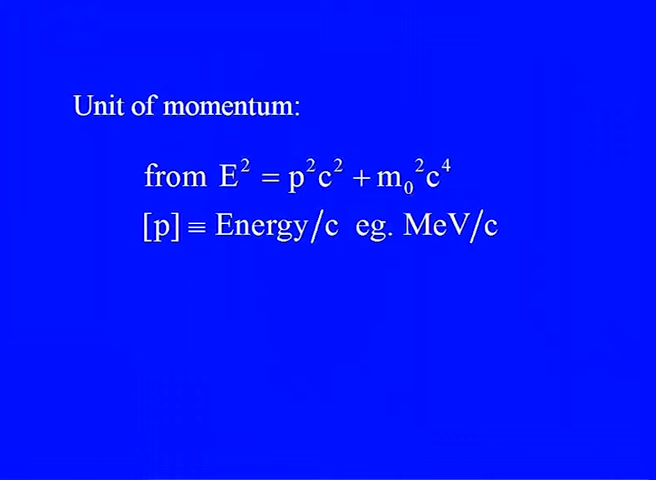 Unit of momentum:
from E² = p²c² + m₀²c⁴
[p] ≡ Energy/c eg. MeV/c